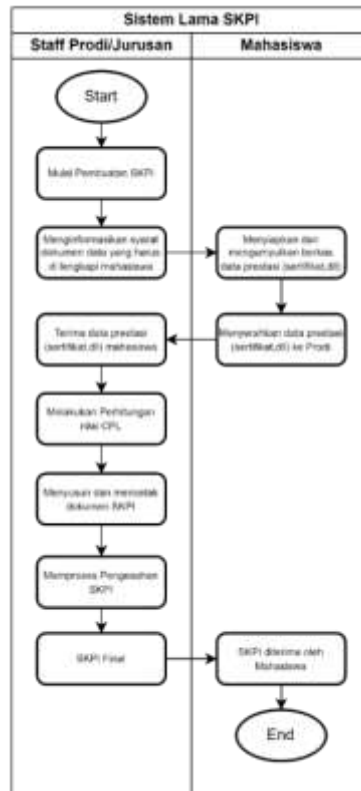 Sistem Lama SKPI
Staff Prodi/Jurusan
Mahasiswa
Start
Mulai Pembuatan SKPI
Menginformasikan syarat
dokumen data yang harus
di lengkapi mahasiswa
Menyiapkan dan
mengumpulkan berkas
data prestasi (sertifikat,dll)
Menyerahkan data prestasi
(sertifikat,dll) ke Prodi
Terima data prestasi
(sertifikat,dll) mahasiswa
Melakukan Perhitungan
nilai CPL
Menyusun dan mencetak
dokumen SKPI
Memproses Pengesahan
SKPI
SKPI Final
SKPI diterima oleh
Mahasiswa
End